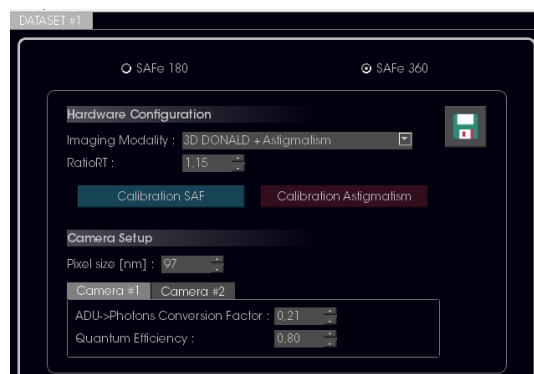 DATASET #1
SAFe 180 SAFe 360
Hardware Configuration
Imaging Modality : 3D DONALD + Astigmatism
RatioRT : 1,15
Calibration SAF Calibration Astigmatism
Camera Setup
Pixel size [nm] : 97
Camera #1 Camera #2
ADU->Photons Conversion Factor : 0,21
Quantum Efficiency : 0,80